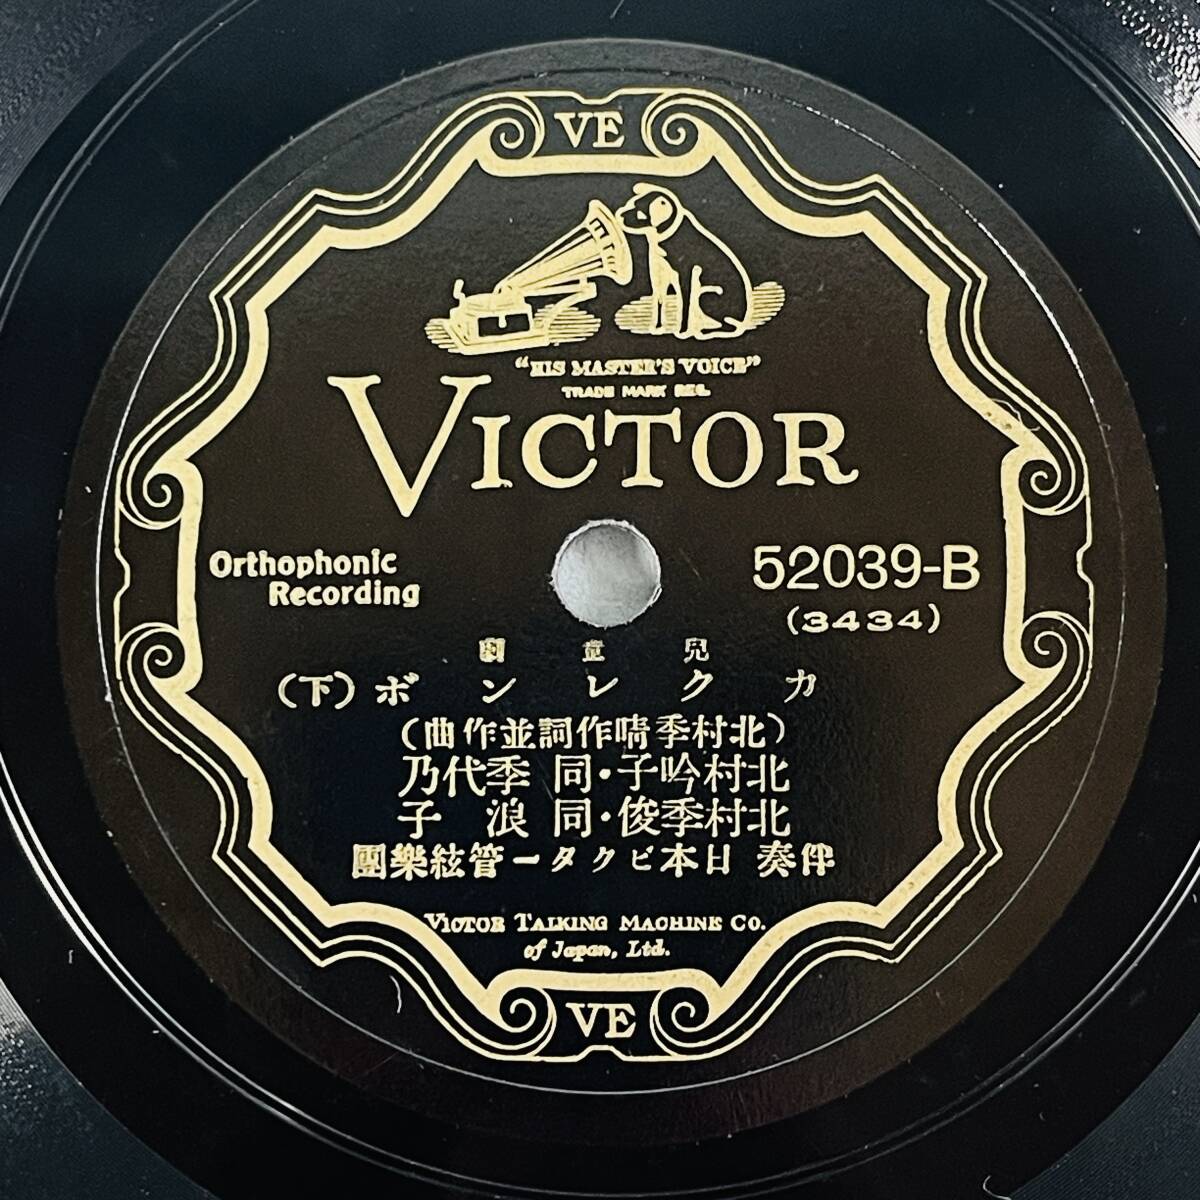 VE
"HIS MASTER'S VOICE"
TRADE MARK REG.
VICTOR
Orthophonic
Recording
52039-B
(3434)
兒童劇
カクレンボ(下)
(北村季晴作詞並作曲)
北村吟子・同 季代乃
北村季俊・同 浪子
伴奏 日本ビクター管絃樂團
VICTOR TALKING MACHINE CO.
of Japan, Ltd.
VE